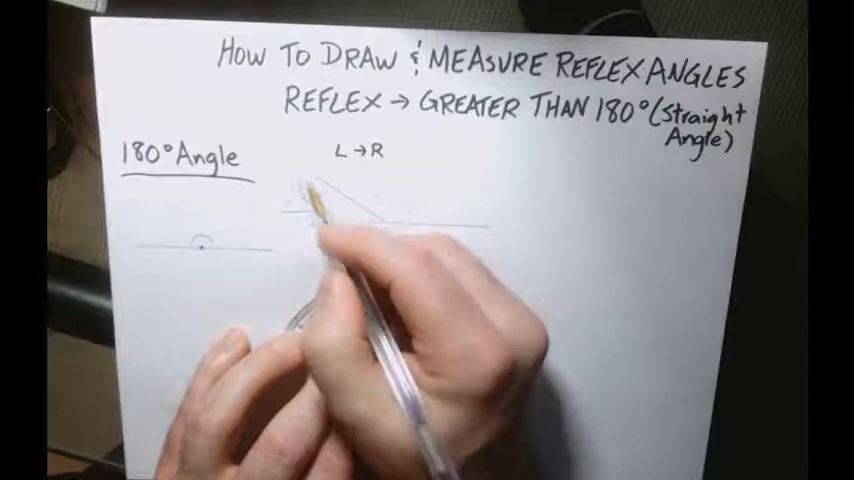 HOW TO DRAW & MEASURE REFLEX ANGLES
REFLEX → GREATER THAN 180° (Straight
Angle)
180° Angle
L → R